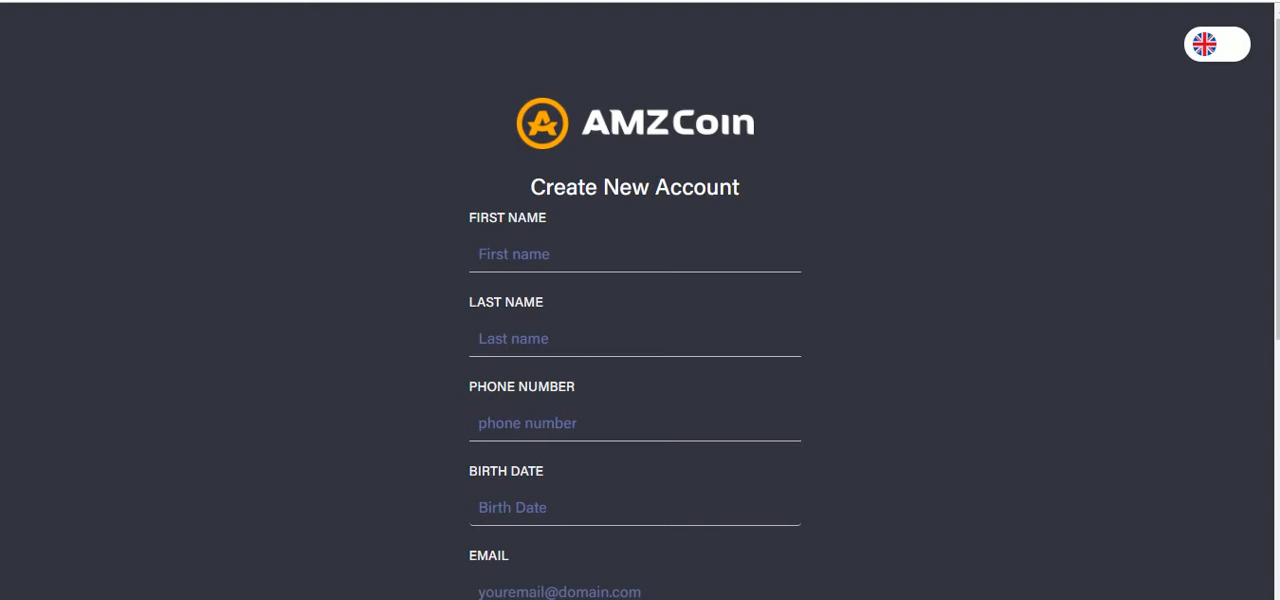 AMZCoin
Create New Account
FIRST NAME
First name
LAST NAME
Last name
PHONE NUMBER
phone number
BIRTH DATE
Birth Date
EMAIL
youremail@domain.com